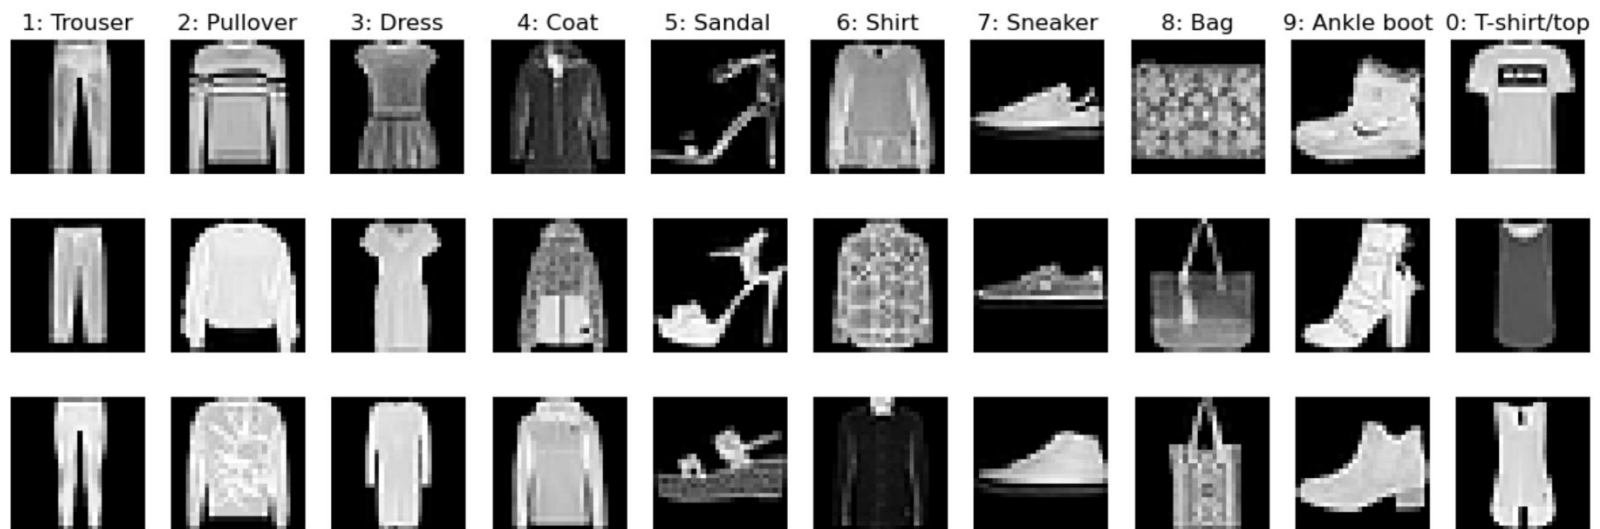 1: Trouser 2: Pullover 3: Dress 4: Coat 5: Sandal 6: Shirt 7: Sneaker 8: Bag 9: Ankle boot 0: T-shirt/top